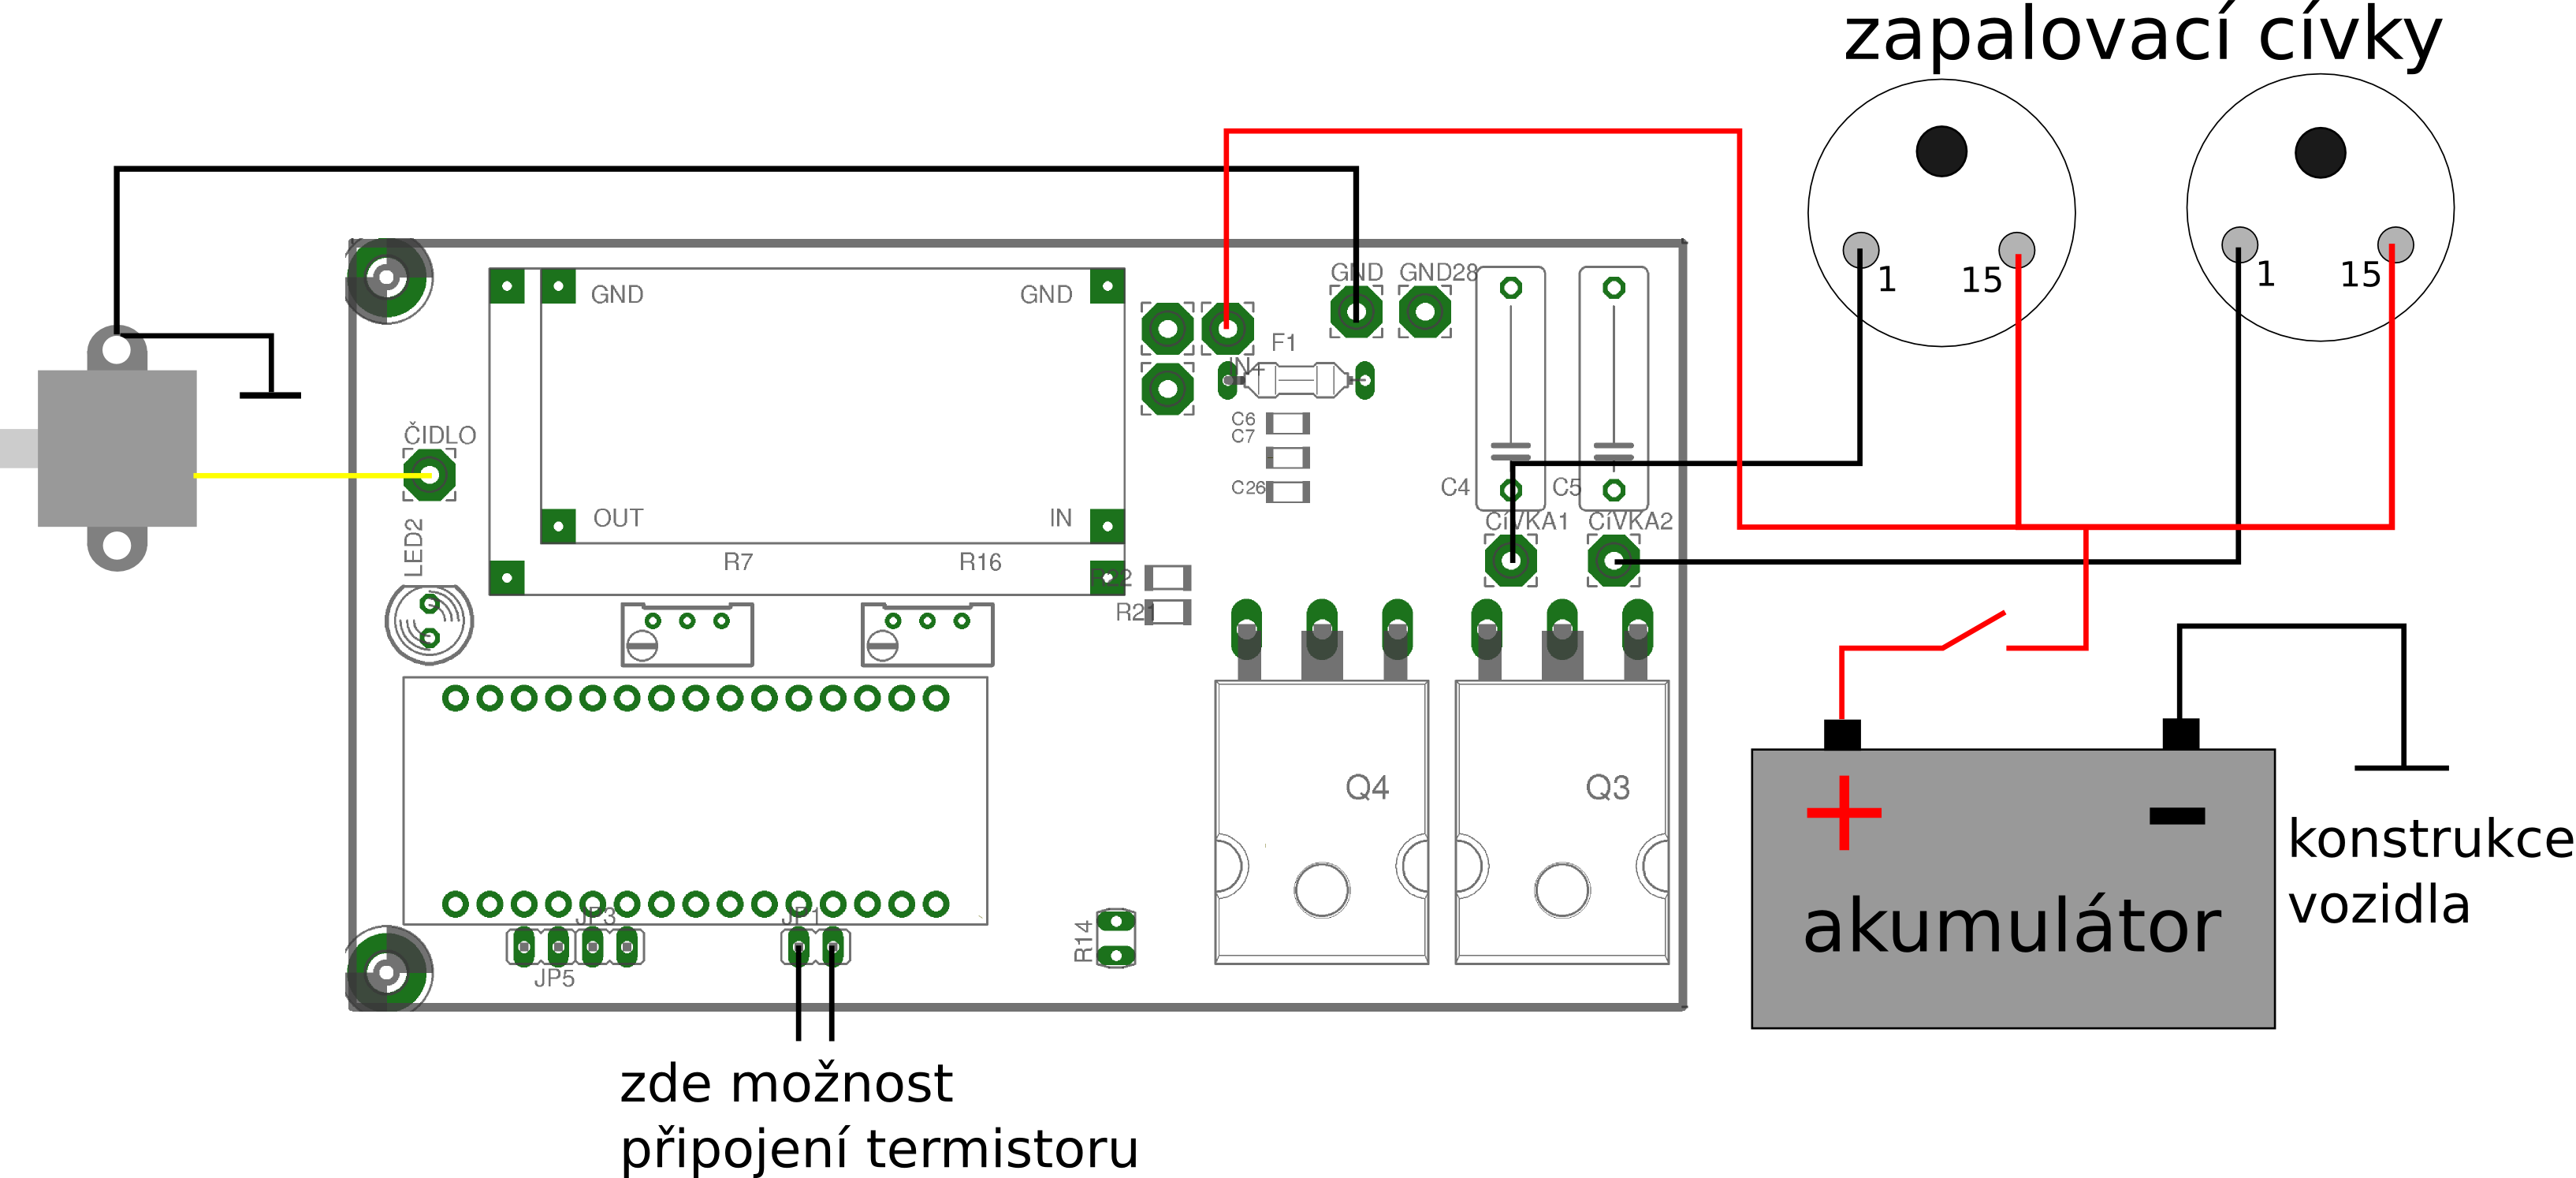 zapalovací cívky
1
15
1
15
GND
GND
GND
GND28
F1
IN+
C6
C7
C26
ČIDLO
LED2
OUT
IN
R7
R16
R22
R21
C4
C5
CíVKA1
CíVKA2
Q4
Q3
JP3
JP1
JP5
R14
+
-
akumulátor
konstrukce
vozidla
zde možnost
připojení termistoru